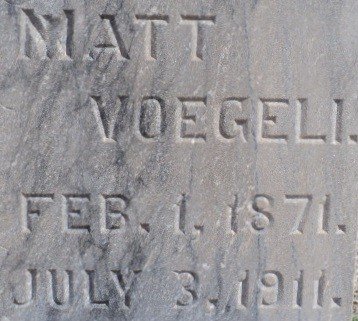 MATT
VOEGELI.
FEB. 1. 1871.
JULY 3. 1911.